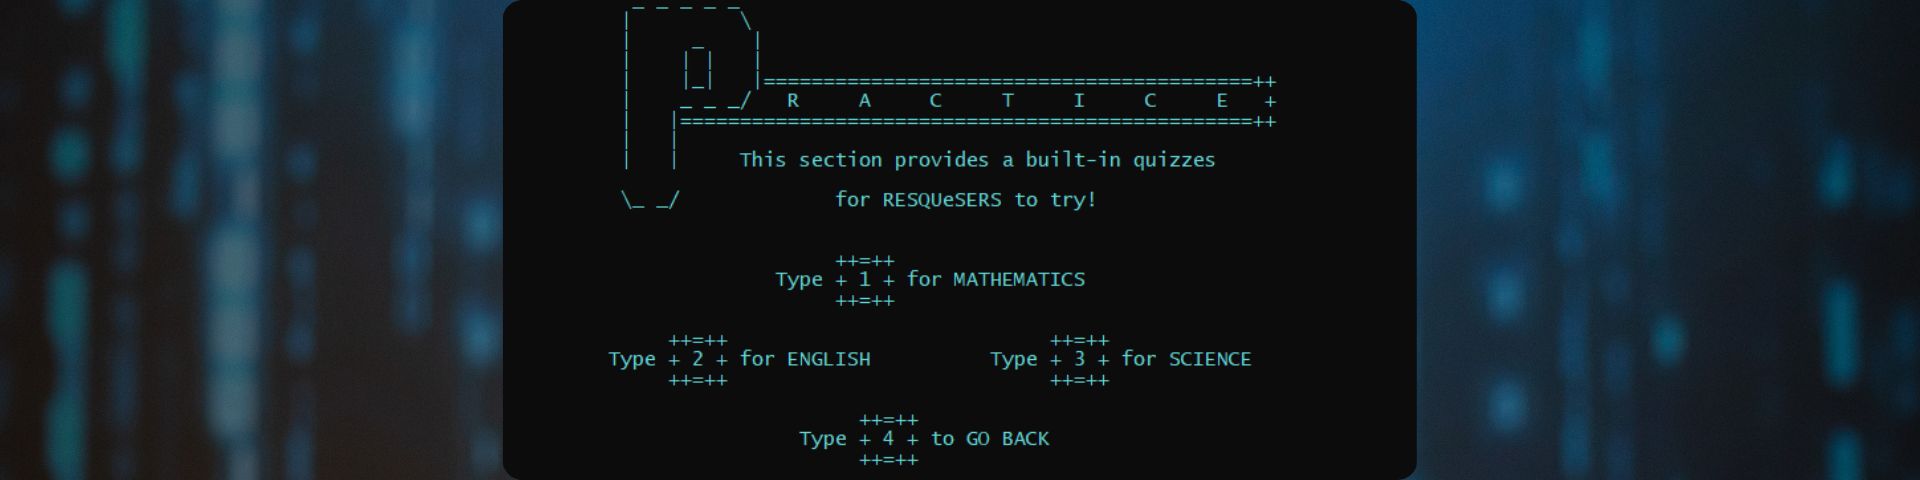 PRACTICE
This section provides a built-in quizzes
for RESQUeSERS to try!
++=++
Type + 1 + for MATHEMATICS
++=++
++=++ ++=++
Type + 2 + for ENGLISH Type + 3 + for SCIENCE
++=++ ++=++
++=++
Type + 4 + to GO BACK
++=++